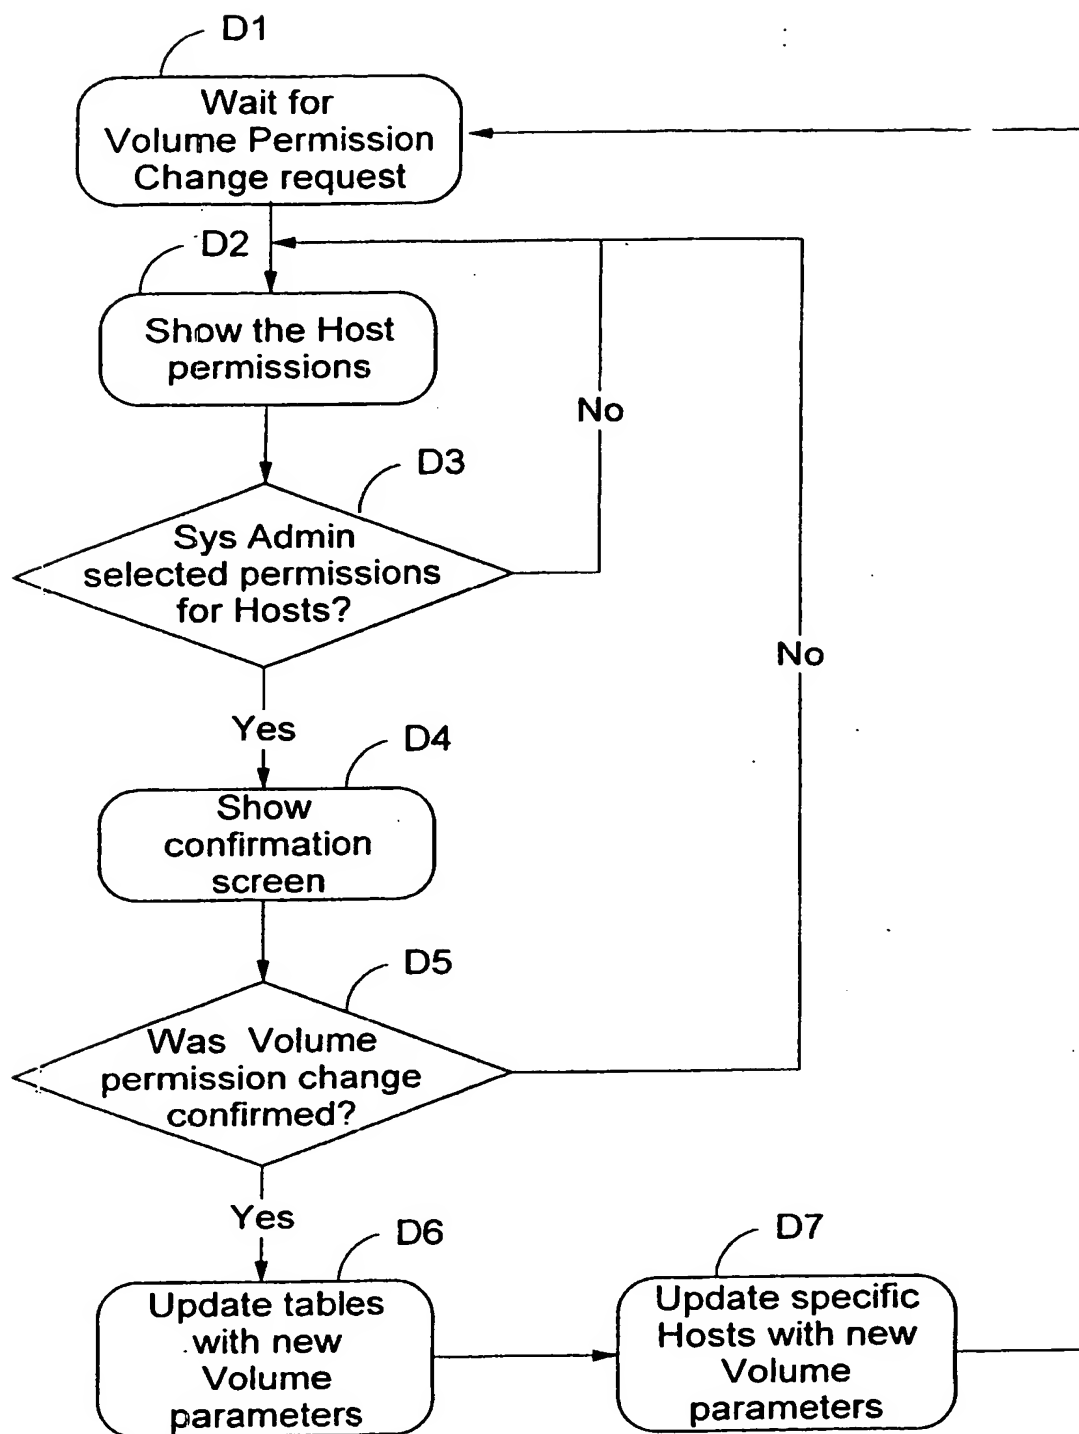 D1
Wait for
Volume Permission
Change request
D2
Show the Host
permissions
No
D3
Sys Admin
selected permissions
for Hosts?
No
Yes
D4
Show
confirmation
screen
D5
Was Volume
permission change
confirmed?
Yes
D6
D7
Update tables
with new
Volume
parameters
Update specific
Hosts with new
Volume
parameters